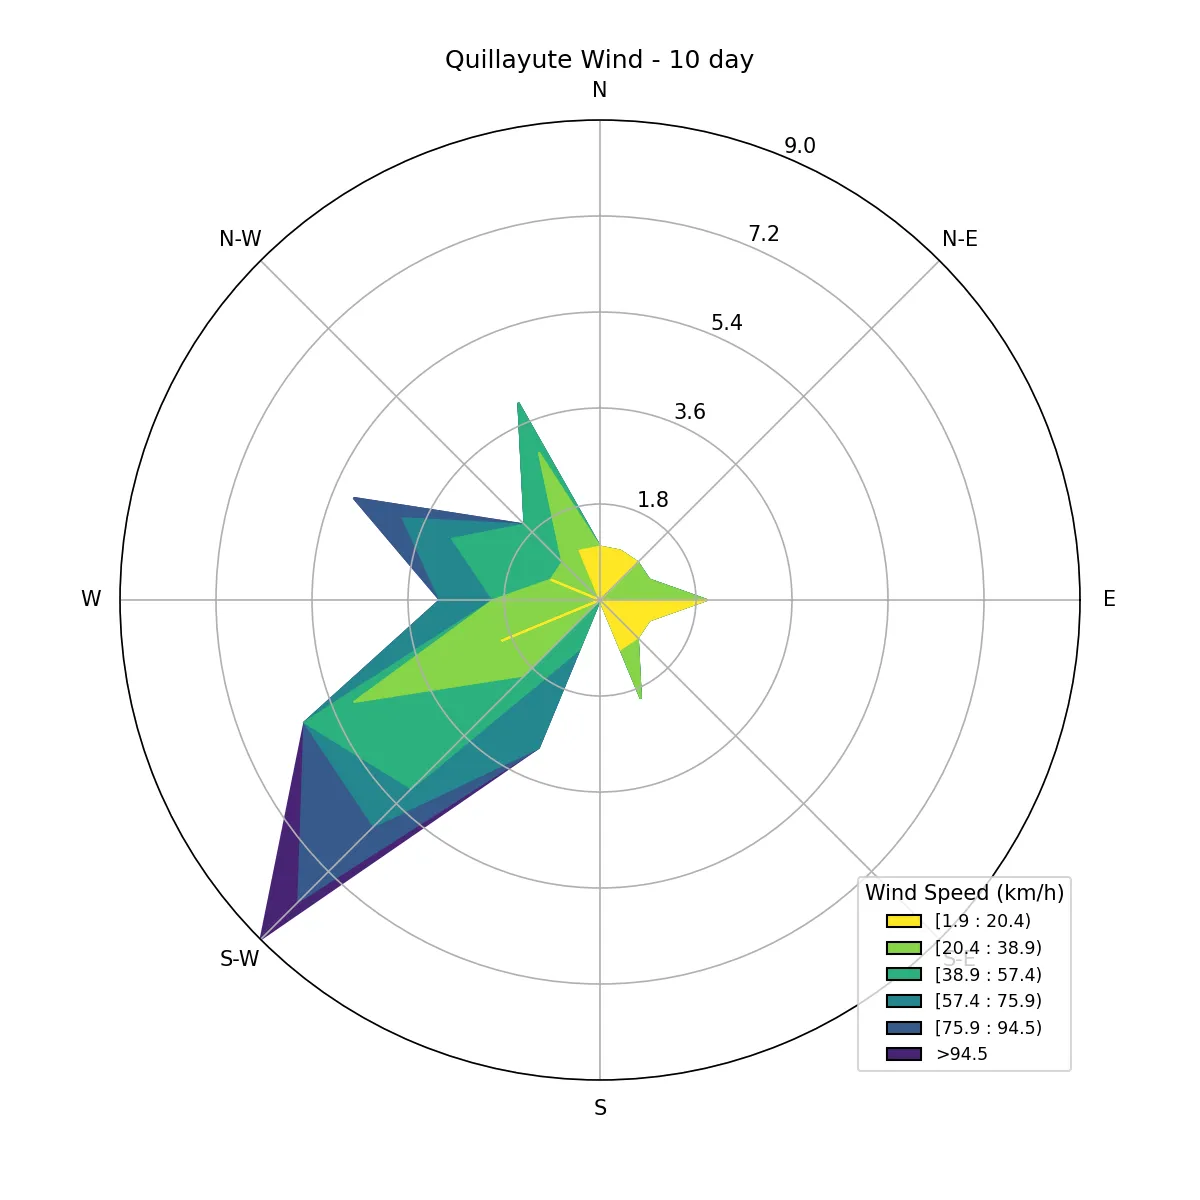 Quillayute Wind - 10 day
N
9.0
N-W
N-E
7.2
5.4
3.6
1.8
W
E
S-W
S-E
S
Wind Speed (km/h)
[1.9 : 20.4)
[20.4 : 38.9)
[38.9 : 57.4)
[57.4 : 75.9)
[75.9 : 94.5)
>94.5